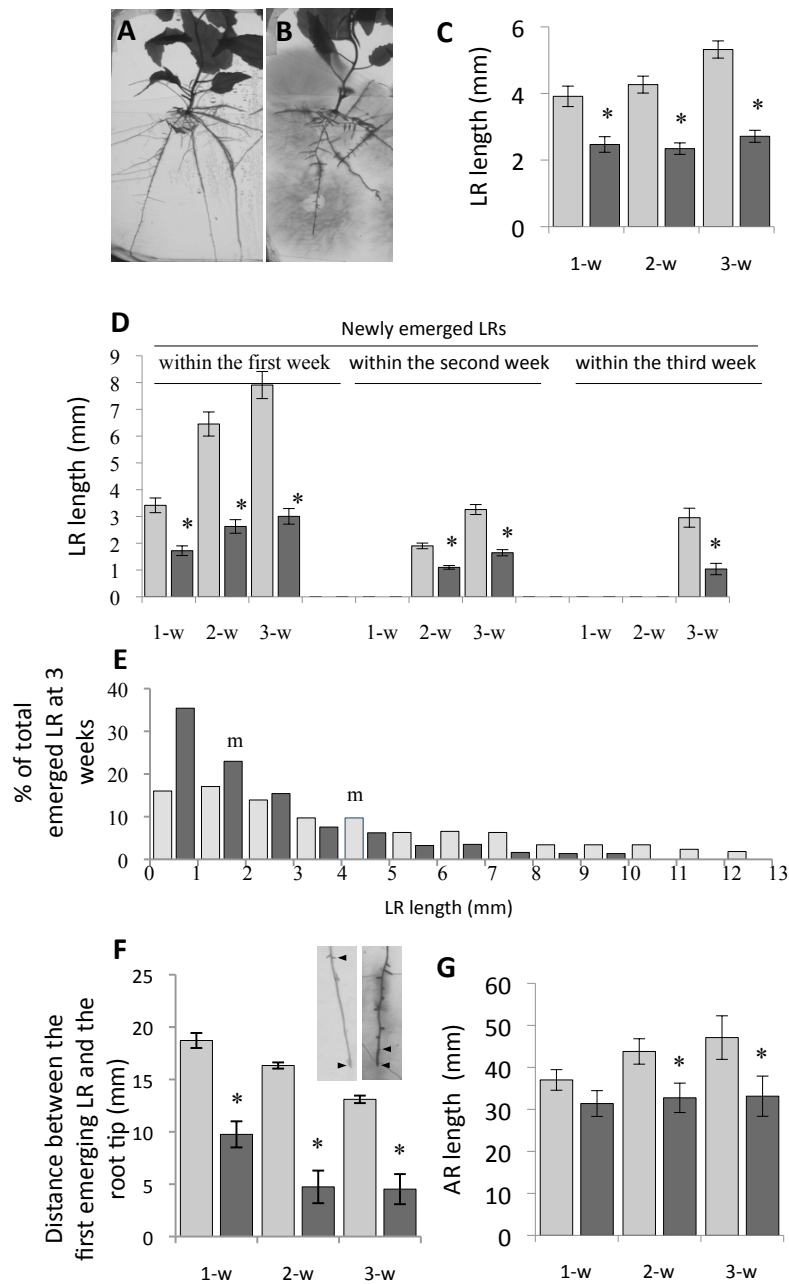 A
B
C
LR length (mm)
6
4
2
0
* * *
1-w 2-w 3-w
D
Newly emerged LRs
within the first week within the second week within the third week
LR length (mm)
9
8
7
6
5
4
3
2
1
0
* * * * * *
1-w 2-w 3-w 1-w 2-w 3-w 1-w 2-w 3-w
E
% of total
emerged LR at 3
weeks
40
30
20
10
0
m m
0 1 2 3 4 5 6 7 8 9 10 11 12 13
LR length (mm)
F
Distance between the
first emerging LR and the
root tip (mm)
25
20
15
10
5
0
* * *
1-w 2-w 3-w
G
AR length (mm)
60
50
40
30
20
10
0
* *
1-w 2-w 3-w